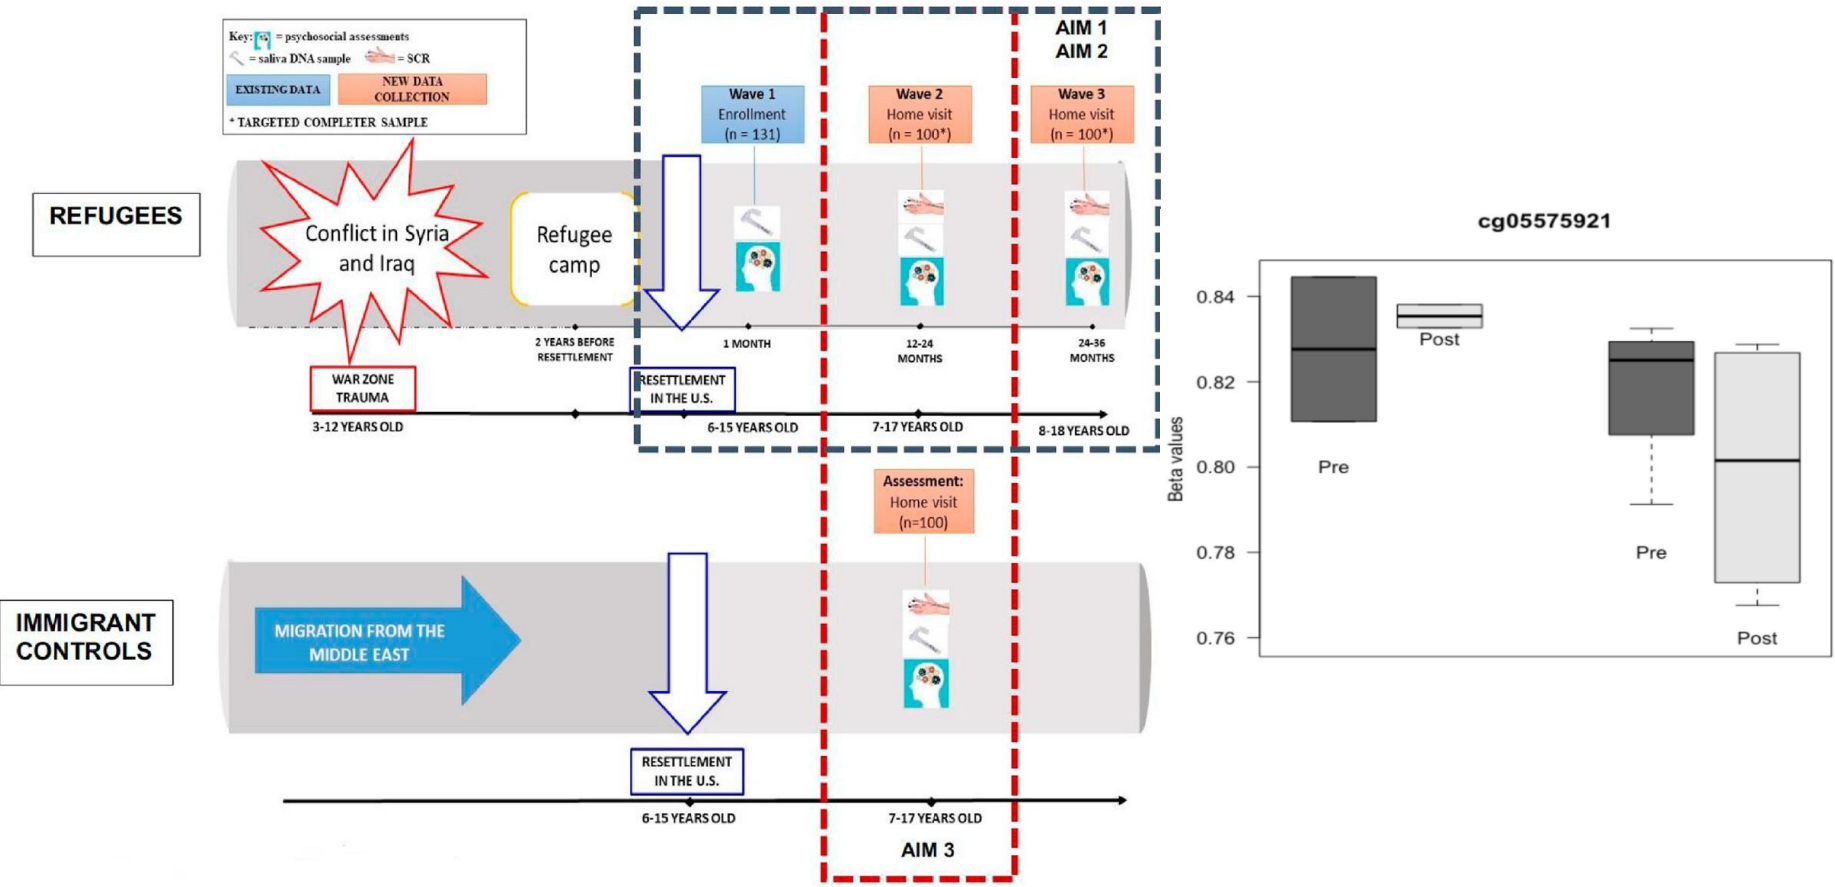 Key: = psychosocial assessments
= saliva DNA sample = SCR
EXISTING DATA
NEW DATA
COLLECTION
* TARGETED COMPLETER SAMPLE
AIM 1
AIM 2
Wave 1
Enrollment
(n = 131)
Wave 2
Home visit
(n = 100*)
Wave 3
Home visit
(n = 100*)
REFUGEES
Conflict in Syria
and Iraq
Refugee
camp
2 YEARS BEFORE
RESETTLEMENT
1 MONTH
12-24
MONTHS
24-36
MONTHS
WAR ZONE
TRAUMA
RESETTLEMENT
IN THE U.S.
3-12 YEARS OLD
6-15 YEARS OLD
7-17 YEARS OLD
8-18 YEARS OLD
Assessment:
Home visit
(n=100)
IMMIGRANT
CONTROLS
MIGRATION FROM THE
MIDDLE EAST
RESETTLEMENT
IN THE U.S.
6-15 YEARS OLD
7-17 YEARS OLD
AIM 3
cg05575921
Beta values
0.84
0.82
0.80
0.78
0.76
Pre
Post
Pre
Post